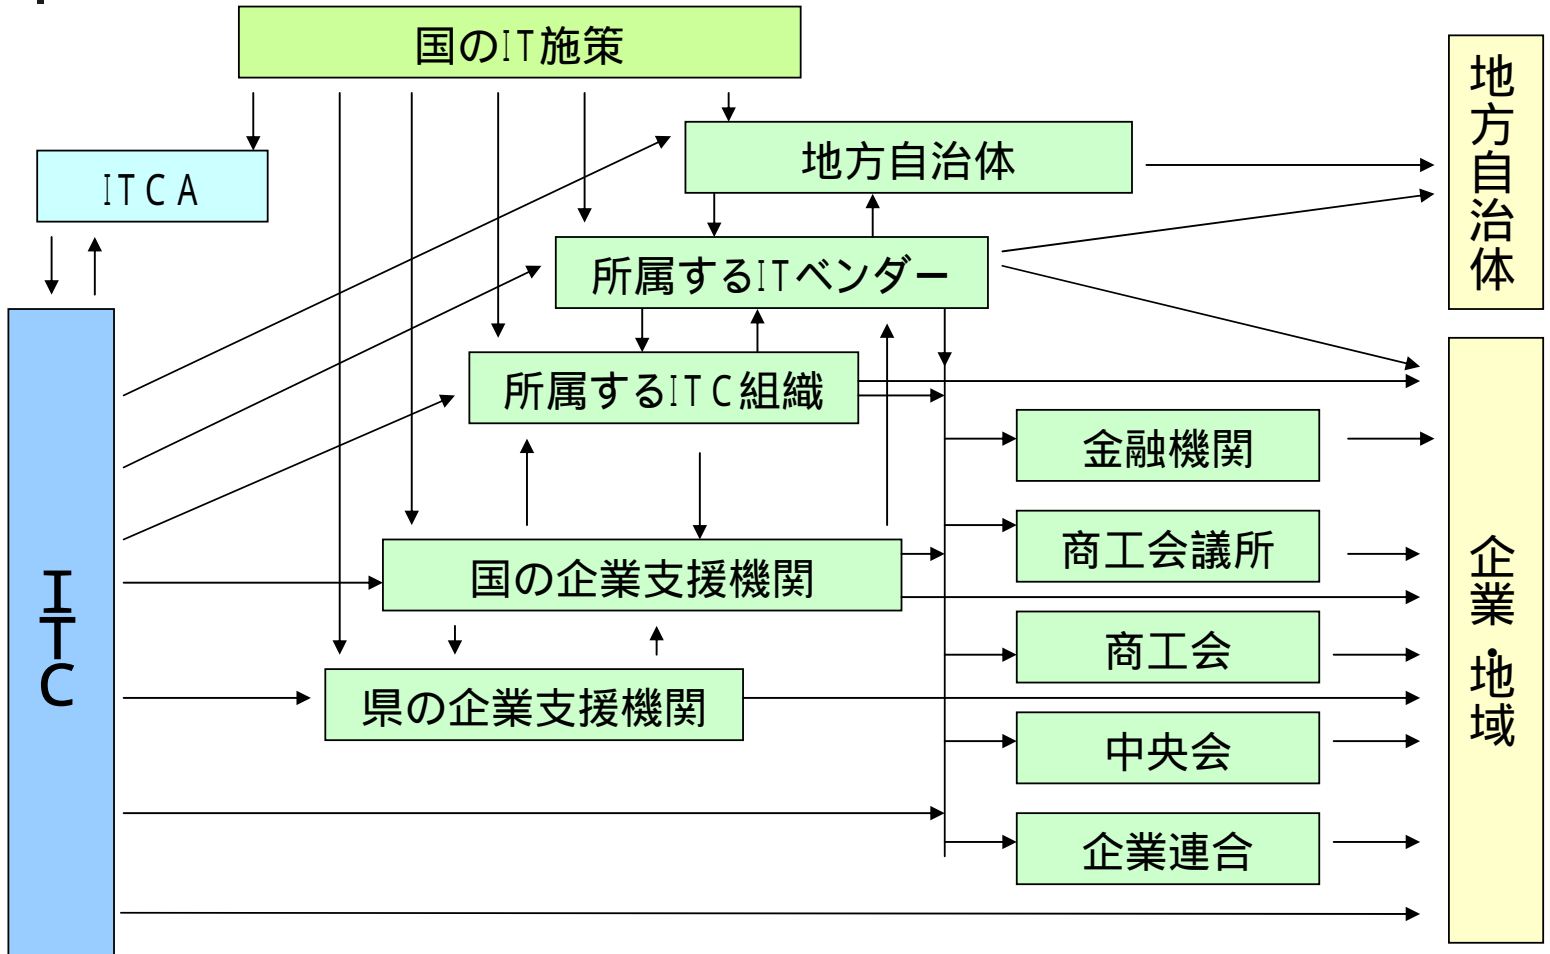 国のIT施策
地方自治体
ITCA
地方自治体
所属するITベンダー
所属するITC組織
金融機関
商工会議所
国の企業支援機関
ITC
企業・地域
商工会
県の企業支援機関
中央会
企業連合